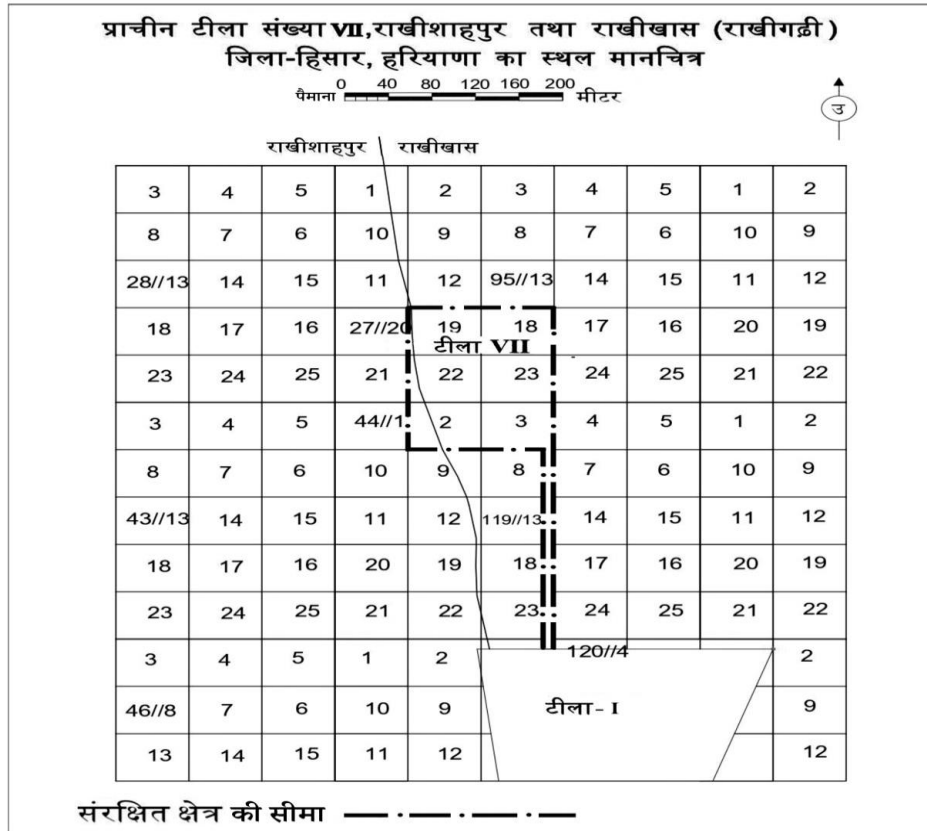 प्राचीन टीला संख्या VII,राखीशाहपुर तथा राखीखास (राखीगढ़ी)
जिला-हिसार, हरियाणा का स्थल मानचित्र
पैमाना 0 40 80 120 160 200 मीटर
उ
राखीशाहपुर राखीखास
3 4 5 1 2 3 4 5 1 2
8 7 6 10 9 8 7 6 10 9
28//13 14 15 11 12 95//13 14 15 11 12
18 17 16 27//20 19 18 17 16 20 19
टीला VII
23 24 25 21 22 23 24 25 21 22
3 4 5 44//1 2 3 4 5 1 2
8 7 6 10 9 8 7 6 10 9
43//13 14 15 11 12 119//13 14 15 11 12
18 17 16 20 19 18 17 16 20 19
23 24 25 21 22 23 24 25 21 22
3 4 5 1 2 120//4 2
46//8 7 6 10 9 टीला- I 9
13 14 15 11 12 12
संरक्षित क्षेत्र की सीमा